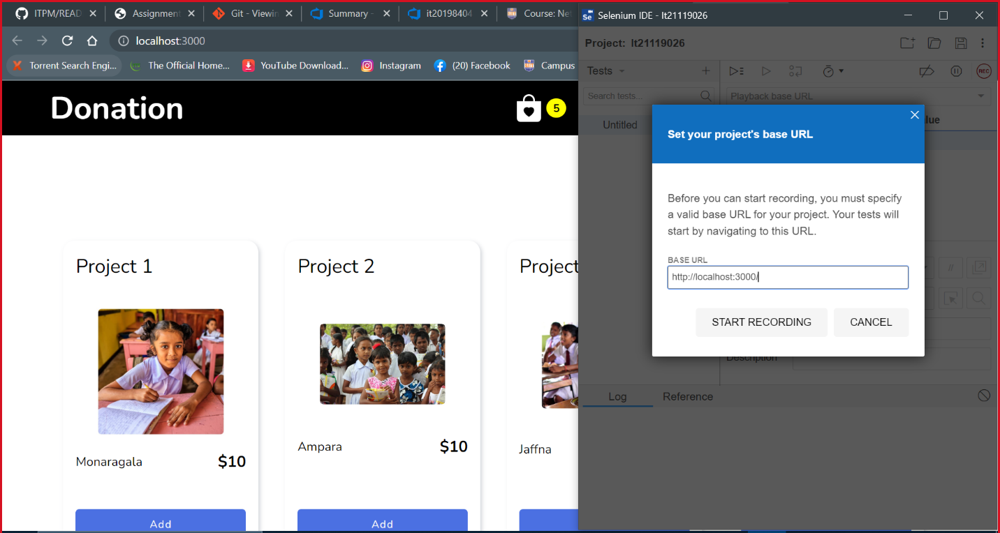 ITPM/READ
Assignment
Git - Viewin
Summary -
it20198404
Course: Net
localhost:3000
Torrent Search Engi...
The Official Home...
YouTube Download...
Instagram
(20) Facebook
Campus
Donation
5
Project 1
Monaragala
$10
Add
Project 2
Ampara
$10
Add
Project
Jaffna
Se
Selenium IDE - It21119026
Project: It21119026
Tests
REC
Search tests...
Playback base URL
Untitled
lue
Set your project's base URL
Before you can start recording, you must specify
a valid base URL for your project. Your tests will
start by navigating to this URL.
BASE URL
http://localhost:3000/
START RECORDING
CANCEL
//
Description
Log
Reference